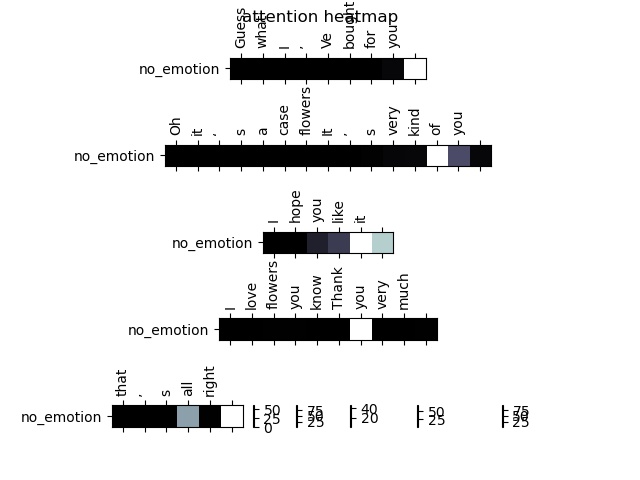 attention heatmap
Guess what I ' Ve bought for you
no_emotion
Oh it ' s a case flowers It ' s very kind of you
no_emotion
I hope you like it
no_emotion
I love flowers you know Thank you very much
no_emotion
that ' s all right
no_emotion
50 75 40 50 75
25 50 20 25 50
0 25 25